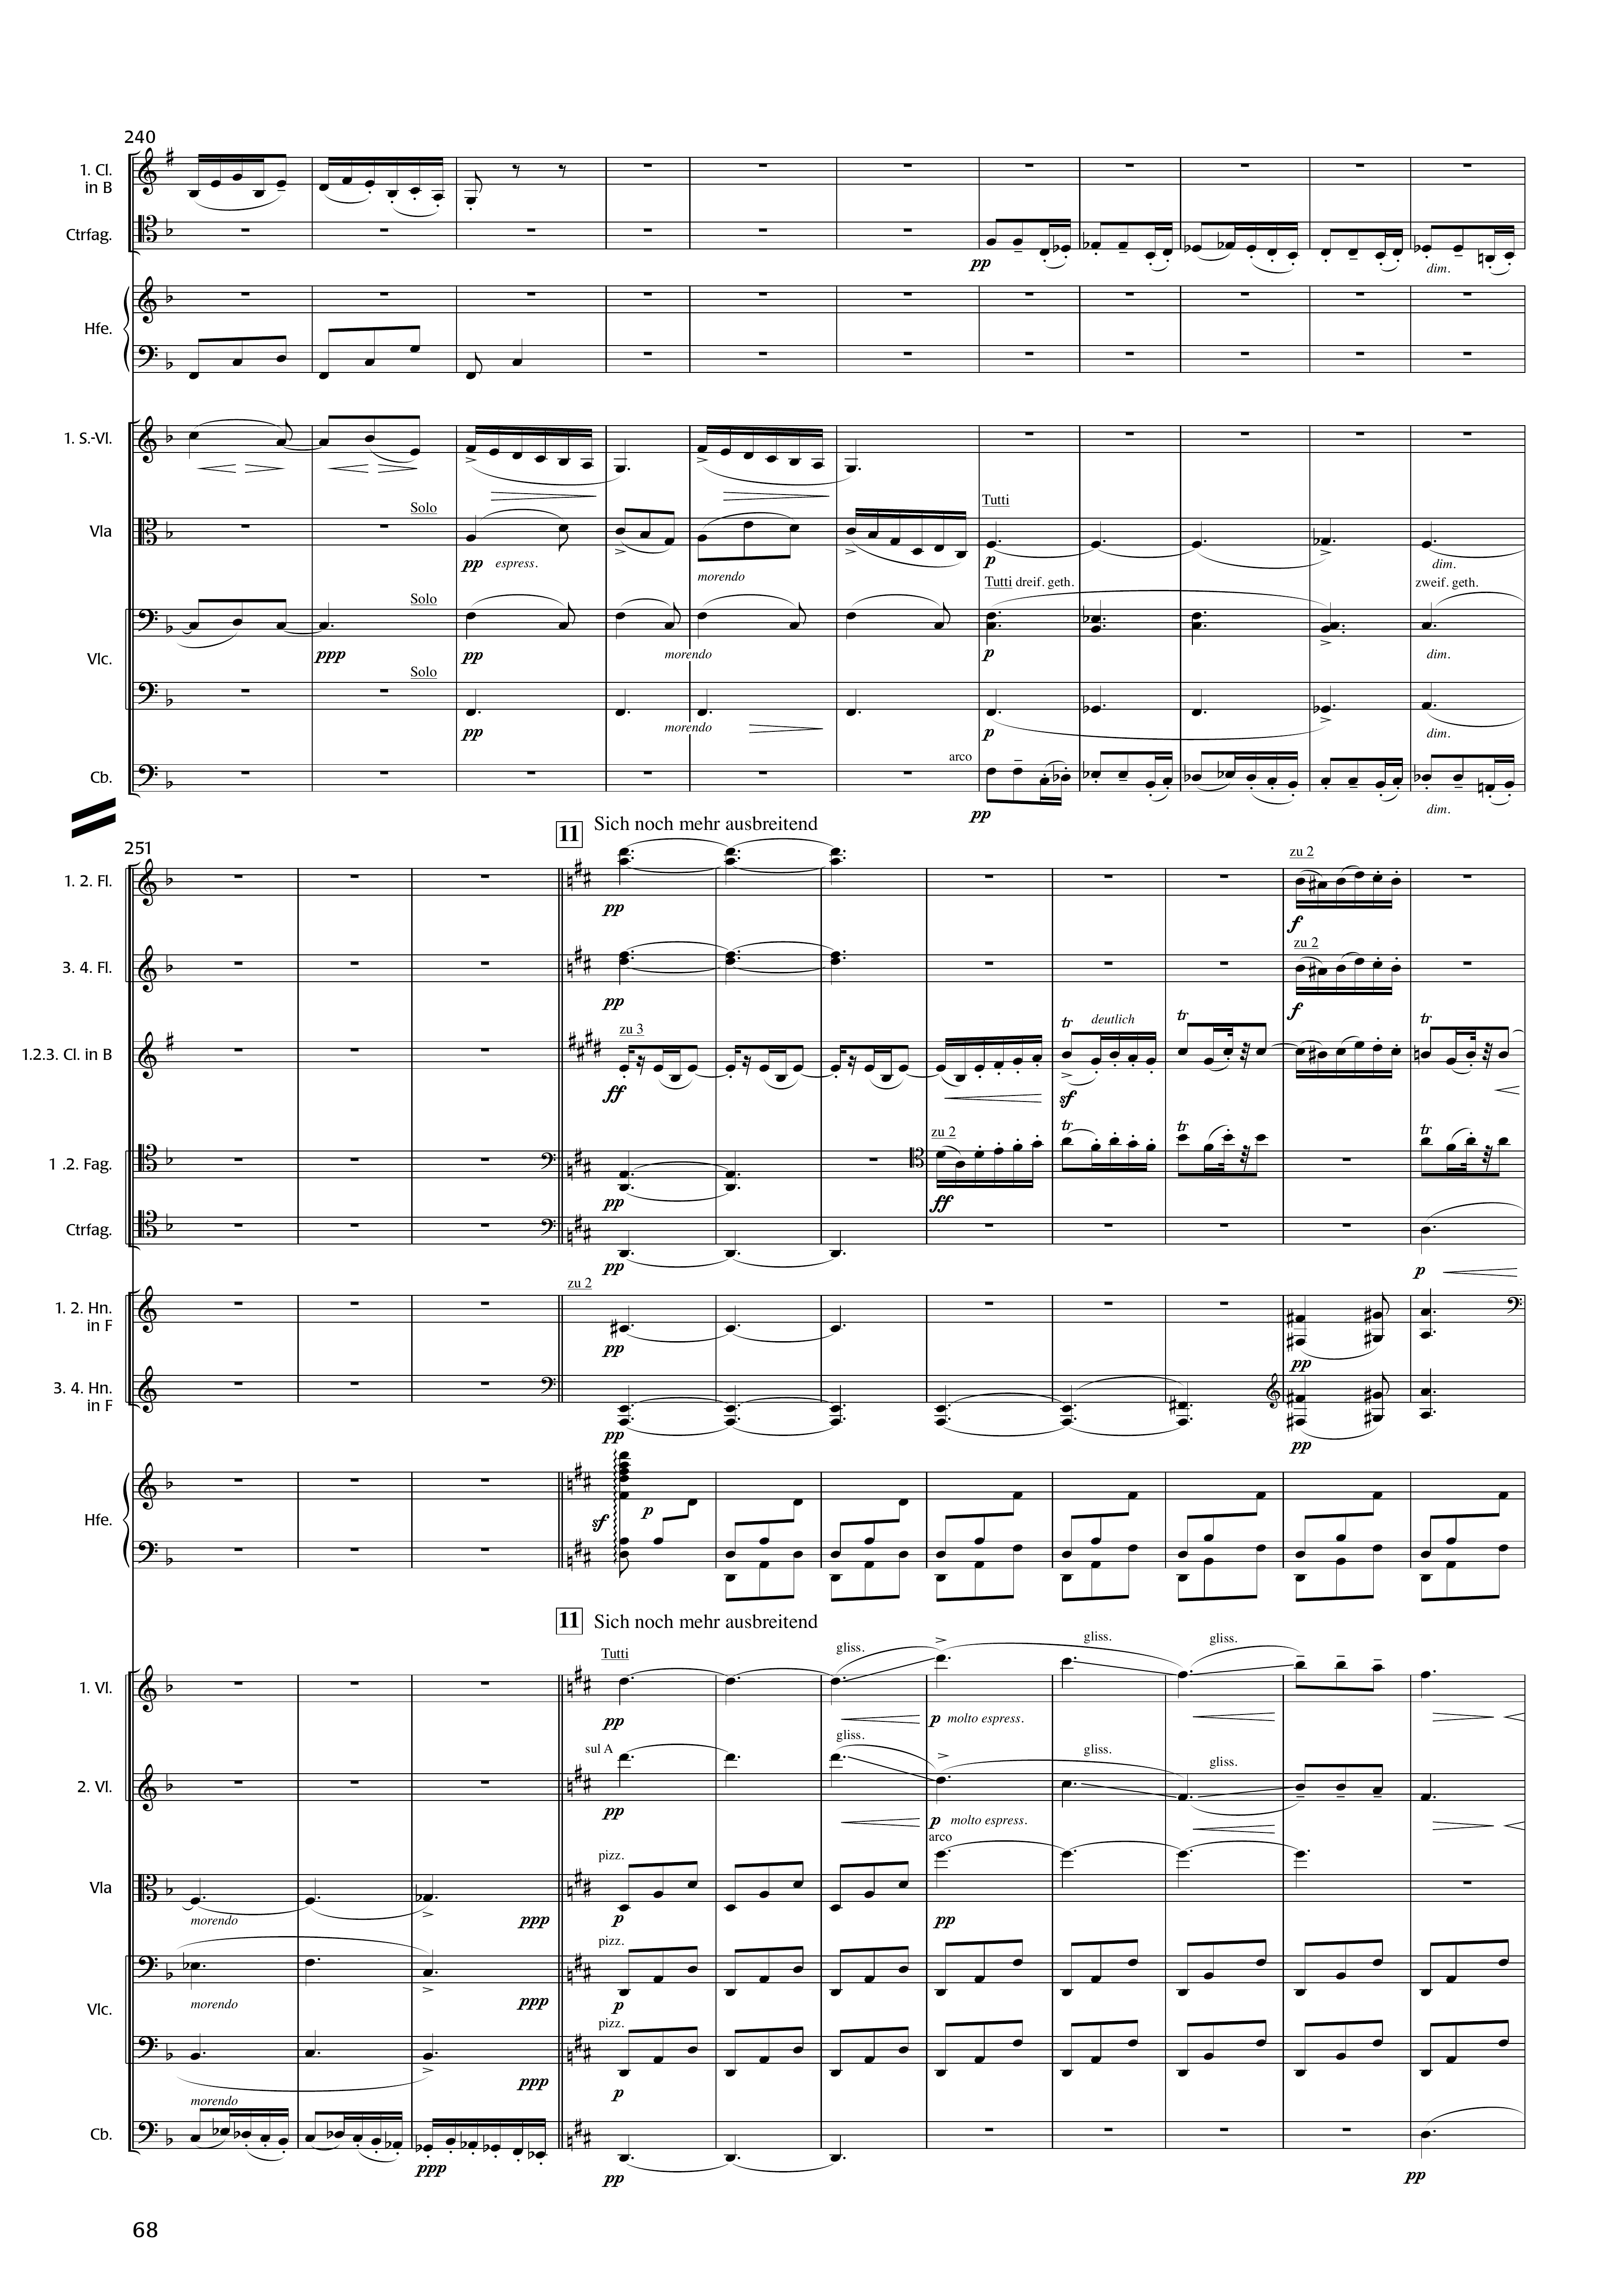 240
1. Cl.
in B
Ctrfag.
pp
dim.
Hfe.
1. S.-Vl.
Solo
Tutti
Vla
pp espress.
morendo
p
dim.
Solo
Tutti dreif. geth.
zweif. geth.
Vlc.
ppp
pp
morendo
p
dim.
Solo
pp
morendo
p
dim.
arco
Cb.
pp
dim.
11 Sich noch mehr ausbreitend
251
zu 2
1. 2. Fl.
pp
f
zu 2
3. 4. Fl.
pp
f
zu 3
tr
deutlich
tr
tr
1.2.3. Cl. in B
ff
sf
zu 2
tr
tr
tr
1 .2. Fag.
pp
ff
Ctrfag.
pp
p
zu 2
1. 2. Hn.
in F
pp
pp
3. 4. Hn.
in F
pp
pp
Hfe.
sf
p
11 Sich noch mehr ausbreitend
Tutti
gliss.
gliss.
gliss.
1. Vl.
pp
p molto espress.
sul A
gliss.
gliss.
gliss.
2. Vl.
pp
p molto espress.
pizz.
arco
Vla
morendo
ppp
p
pp
pizz.
morendo
ppp
p
Vlc.
pizz.
ppp
p
morendo
Cb.
ppp
pp
pp
68